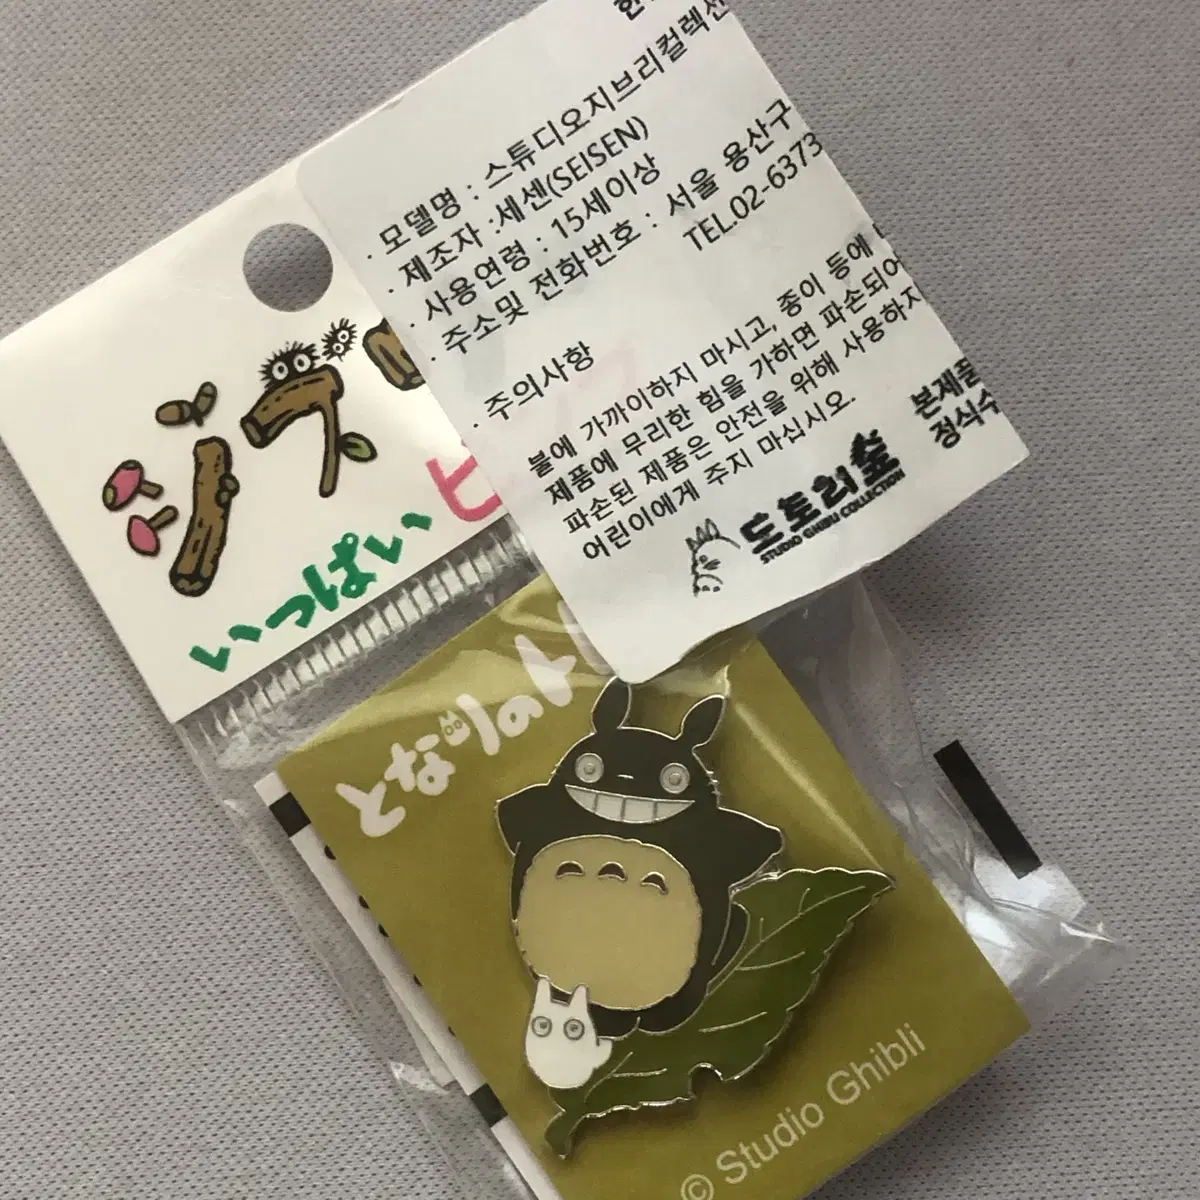 · 모델명 : 스튜디오지브리컬렉션
· 제조자 :세센(SEISEN)
· 사용연령 : 15세이상
· 주소및 전화번호 : 서울 용산구
TEL.02-6373
· 주의사항
불에 가까이하지 마시고, 종이 등에
제품에 무리한 힘을 가하면 파손되어
파손된 제품은 안전을 위해 사용하지
어린이에게 주지 마십시오.
본제품
정식수
도토리숲
STUDIO GHIBLI COLLECTION
ジブ
いっぱい
となりのト
© Studio Ghibli